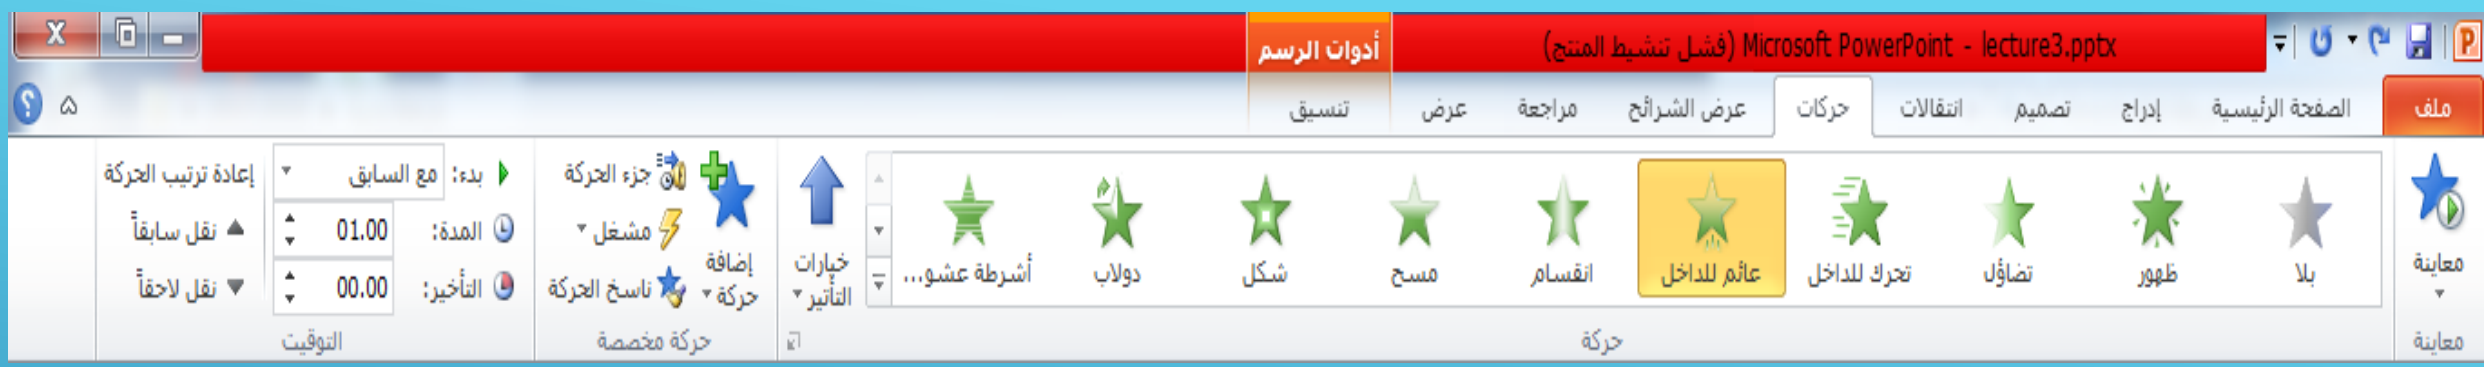 lecture3.pptx - Microsoft PowerPoint (فشل تنشيط المنتج)
أدوات الرسم
ملف
الصفحة الرئيسية
إدراج
تصميم
انتقالات
حركات
عرض الشرائح
مراجعة
عرض
تنسيق
معاينة
بلا
ظهور
تضاؤل
تحرك للداخل
عائم للداخل
انقسام
مسح
شكل
دولاب
أشرطة عشو...
خيارات
التأثير
إضافة
حركة
جزء الحركة
مشغل
ناسخ الحركة
بدء: مع السابق
المدة: 01.00
التأخير: 00.00
إعادة ترتيب الحركة
نقل سابقاً
نقل لاحقاً
معاينة
حركة
حركة مخصصة
التوقيت